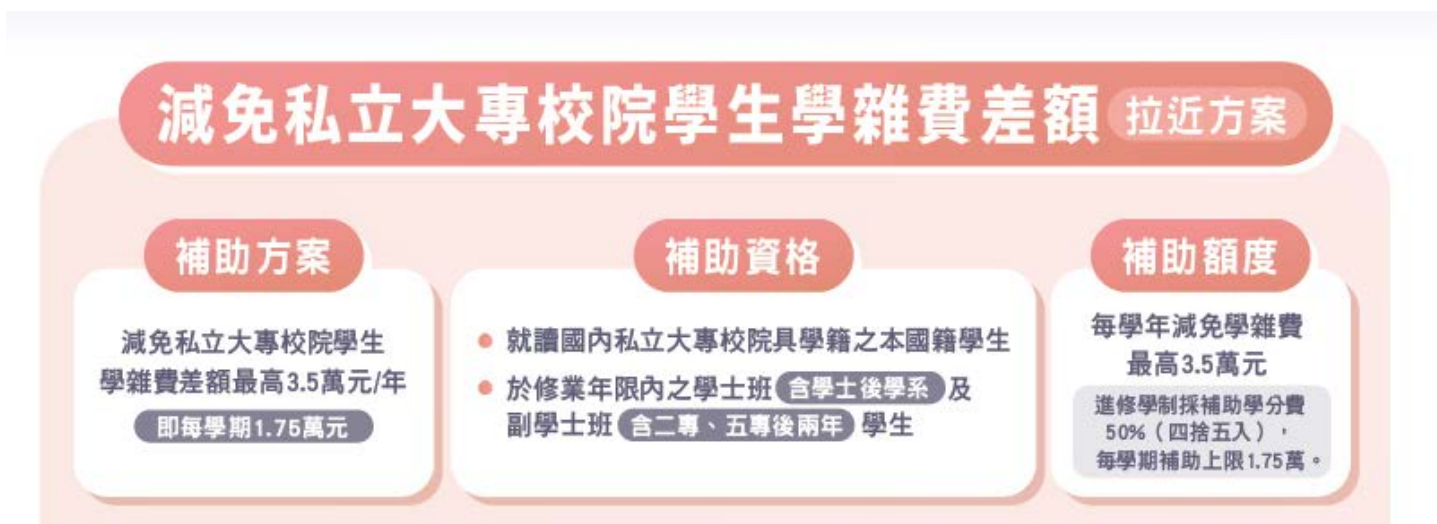 減免私立大專校院學生學雜費差額 拉近方案
補助方案
減免私立大專校院學生
學雜費差額最高3.5萬元/年
即每學期1.75萬元
補助資格
• 就讀國內私立大專校院具學籍之本國籍學生
• 於修業年限內之學士班 含學士後學系 及
副學士班 含二專、五專後兩年 學生
補助額度
每學年減免學雜費
最高3.5萬元
進修學制採補助學分費
50%（四捨五入），
每學期補助上限1.75萬。